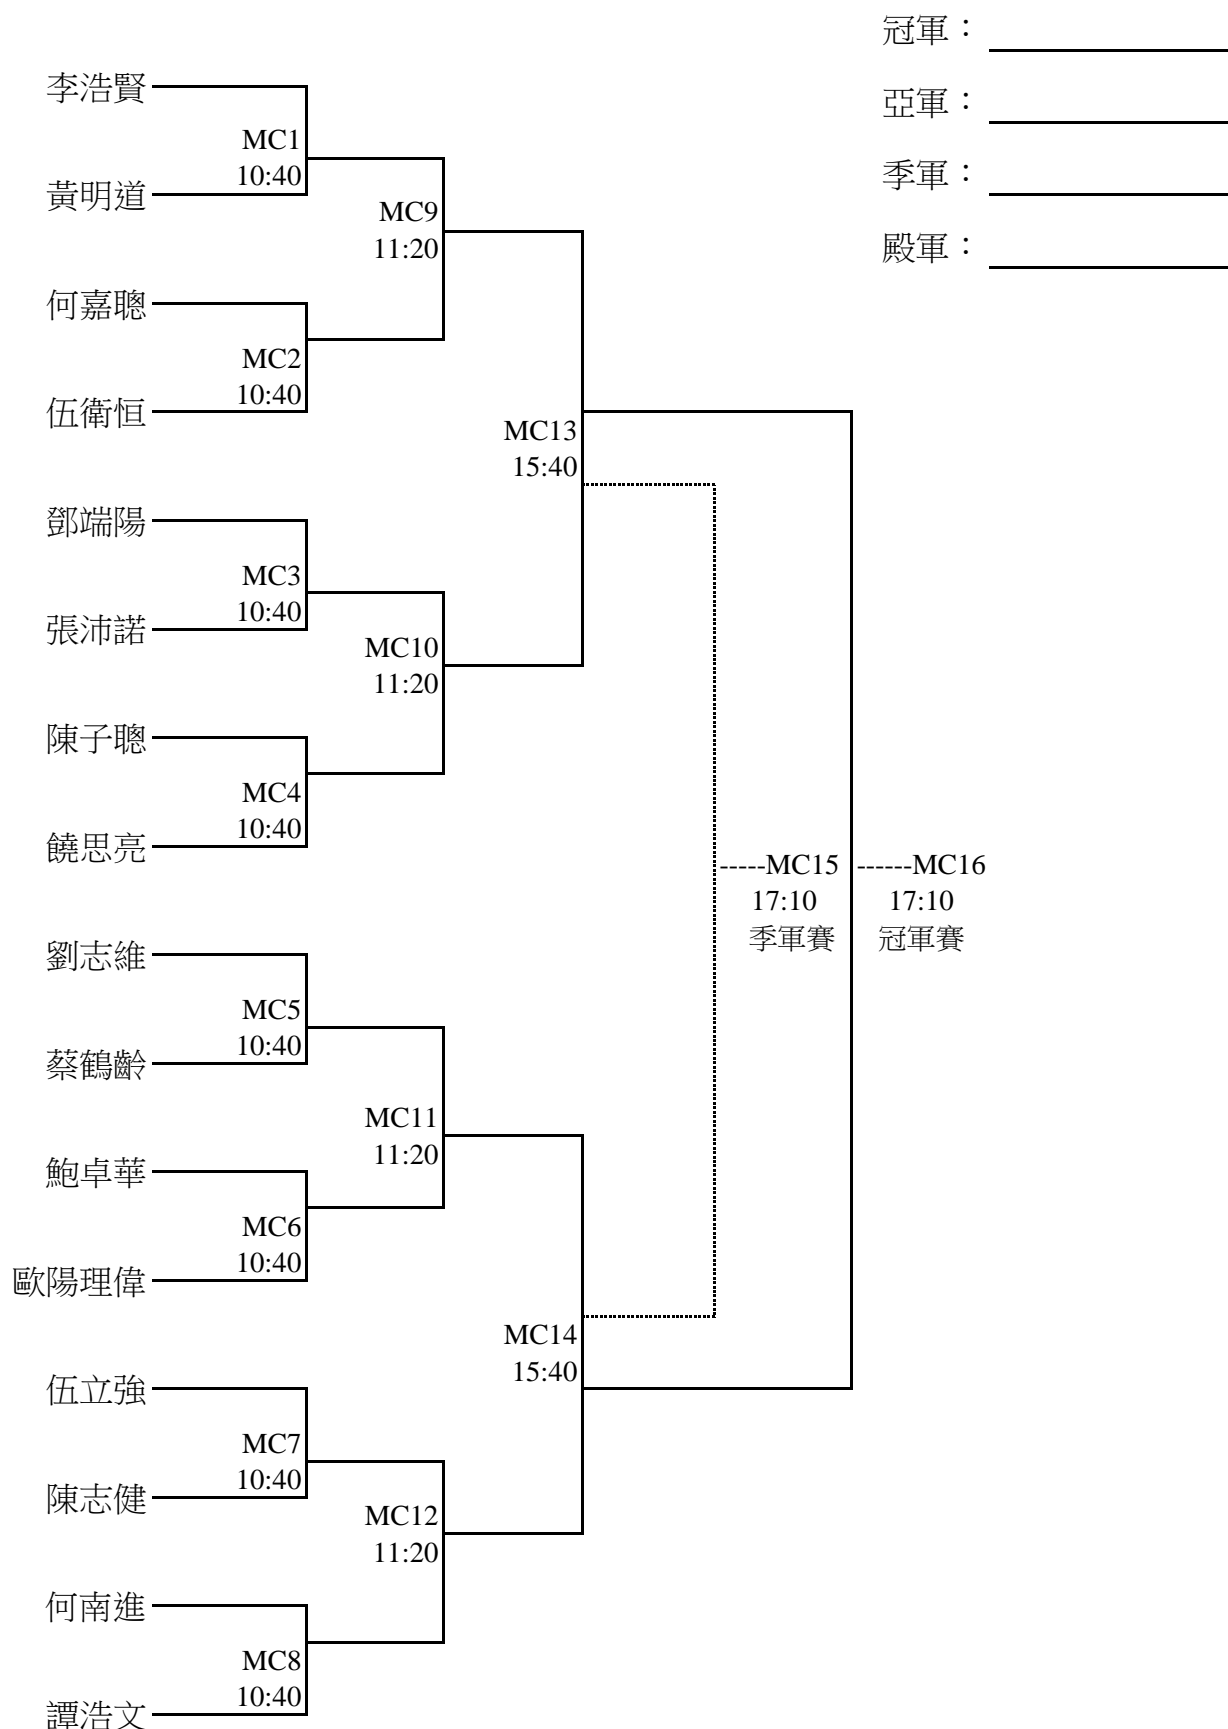 冠軍：
亞軍：
季軍：
殿軍：
李浩賢
MC1
10:40
黃明道
MC9
11:20
何嘉聰
MC2
10:40
伍衛恒
MC13
15:40
鄧端陽
MC3
10:40
張沛諾
MC10
11:20
陳子聰
MC4
10:40
饒思亮
-----MC15
17:10
季軍賽
------MC16
17:10
冠軍賽
劉志維
MC5
10:40
蔡鶴齡
MC11
11:20
鮑卓華
MC6
10:40
歐陽理偉
MC14
15:40
伍立強
MC7
10:40
陳志健
MC12
11:20
何南進
MC8
10:40
譚浩文